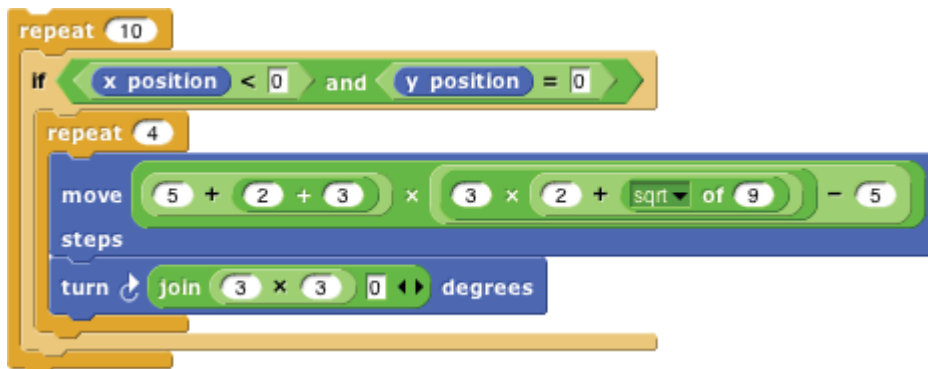 repeat 10
if x position < 0 and y position = 0
repeat 4
move 5 + 2 + 3 × 3 × 2 + sqrt of 9 - 5
steps
turn join 3 × 3 0 degrees